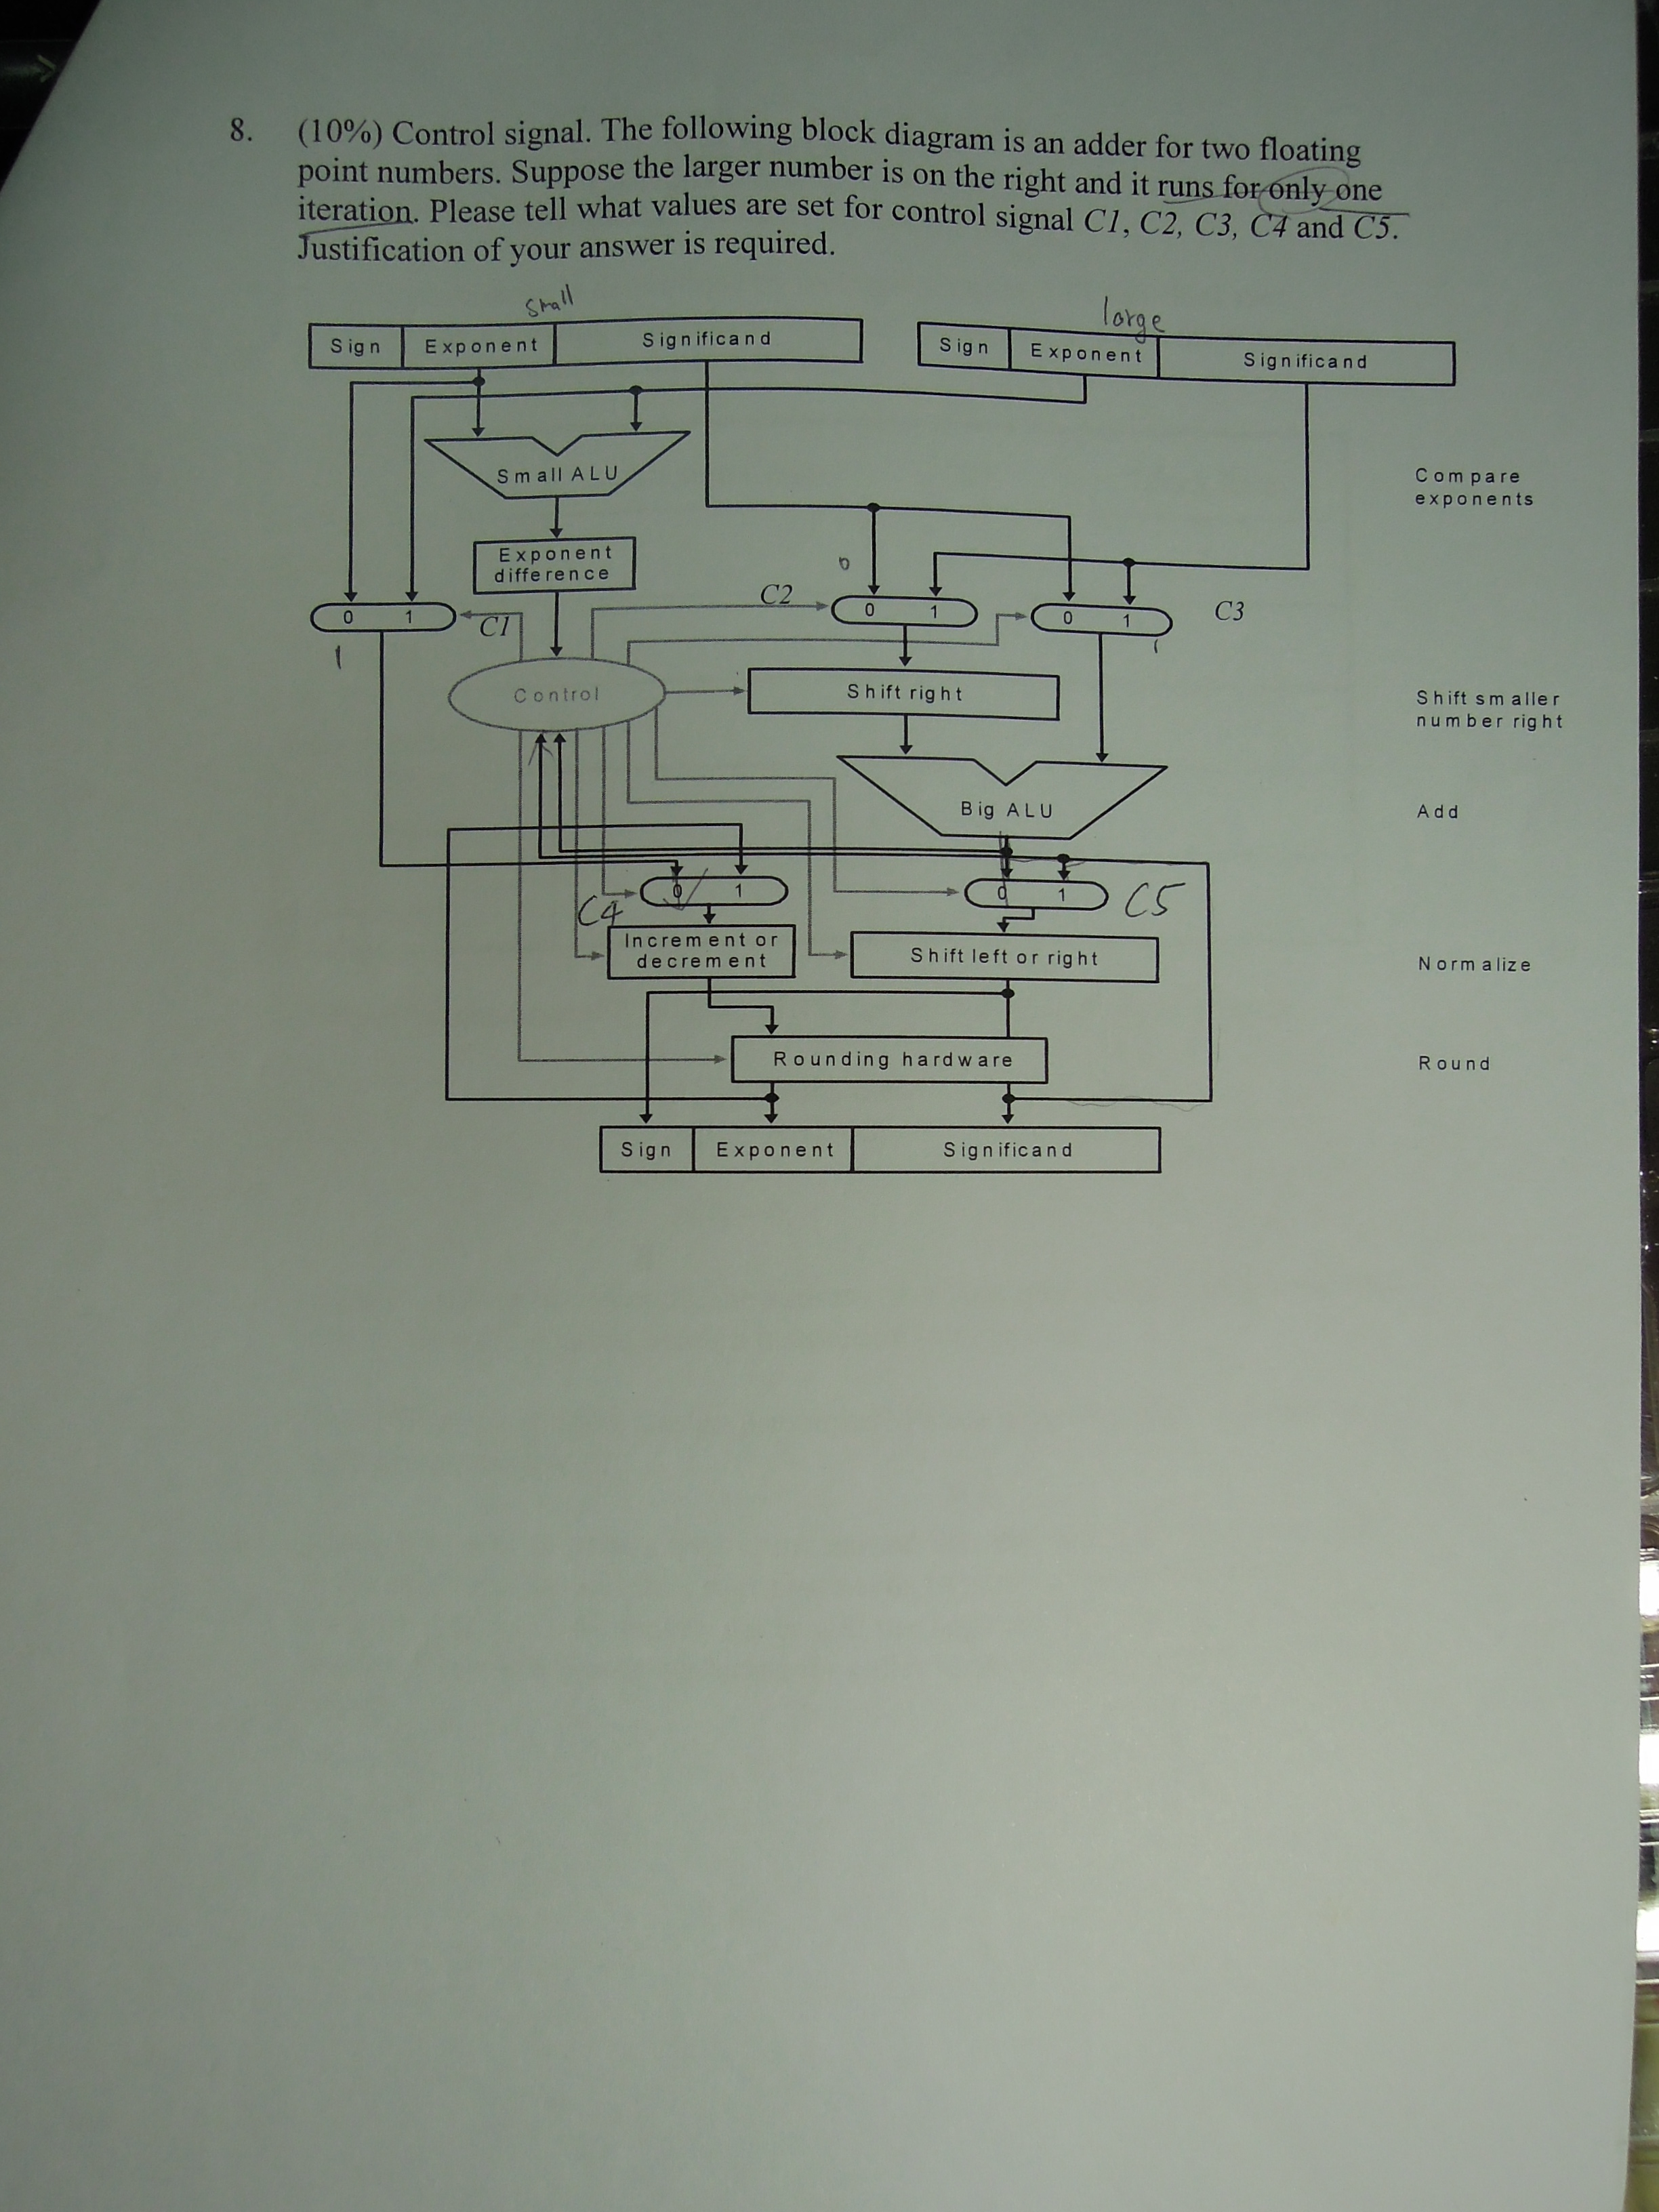 8. (10%) Control signal. The following block diagram is an adder for two floating
point numbers. Suppose the larger number is on the right and it runs for only one
iteration. Please tell what values are set for control signal C1, C2, C3, C4 and C5.
Justification of your answer is required.
small
large
Sign Exponent Significand
Sign Exponent Significand
Small ALU
Compare
exponents
Exponent
difference
0
C2
0 1
C1
0 1
0 1
C3
1
1
Control
Shift right
Shift smaller
number right
Big ALU
Add
0 1
C4
0 1
C5
Increment or
decrement
Shift left or right
Normalize
Rounding hardware
Round
Sign Exponent Significand